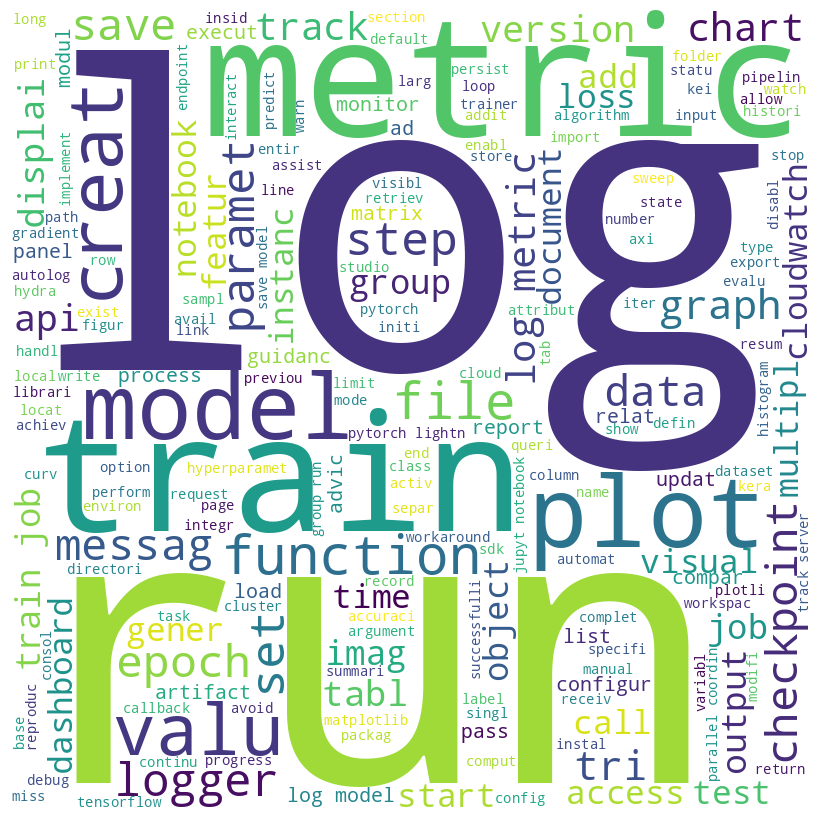 long
save
insid
execut
track
section
default
version
chart
print
modul
endpoint
interact
predict
warn
metric
larg
persist
loop
trainer
monitor
ad
addit
enabl
add
loss
algorithm
import
folder
statu
kei
input
pipelin
allow
watch
histori
displai
implement
creat
notebook
featur
paramet
entir
assist
line
store
log
visibl
retriev
matrix
step
studio
group
pytorch
initi
log metric
document
attribut
tab
stop
sweep
state
number
axi
disabl
type
export
evalu
iter
cloudwatch
path
gradient
panel
row
autolog
hydra
save model
sampl
instanc
api
exist
figur
avail
link
guidanc
graph
resum
handl
local
write
process
previou
limit
mode
cloud
librari
locat
achiev
model
file
data
relat
defin
show
histogram
multipl
pytorch lightn
report
queri
train
curv
option
hyperparamet
perform
request
environ
page
integr
group run
advic
end
class
activ
separ
jupyt notebook
column
name
updat
dataset
kera
plot
train job
messag
function
workaround
sdk
automat
visual
compar
track server
directori
load
cluster
time
record
accuraci
argument
object
successfulli
plotli
workspac
checkpoint
run
consol
dashboard
task
gener
epoch
set
artifact
callback
imag
summari
tabl
matplotlib
packag
label
singl
pass
complet
list
specifi
configur
manual
receiv
call
job
variabl
output
parallel coordin
modifi
base
reproduc
valu
avoid
continu
progress
logger
comput
instal
tri
debug
miss
tensorflow
log model
start
config
access
test
return